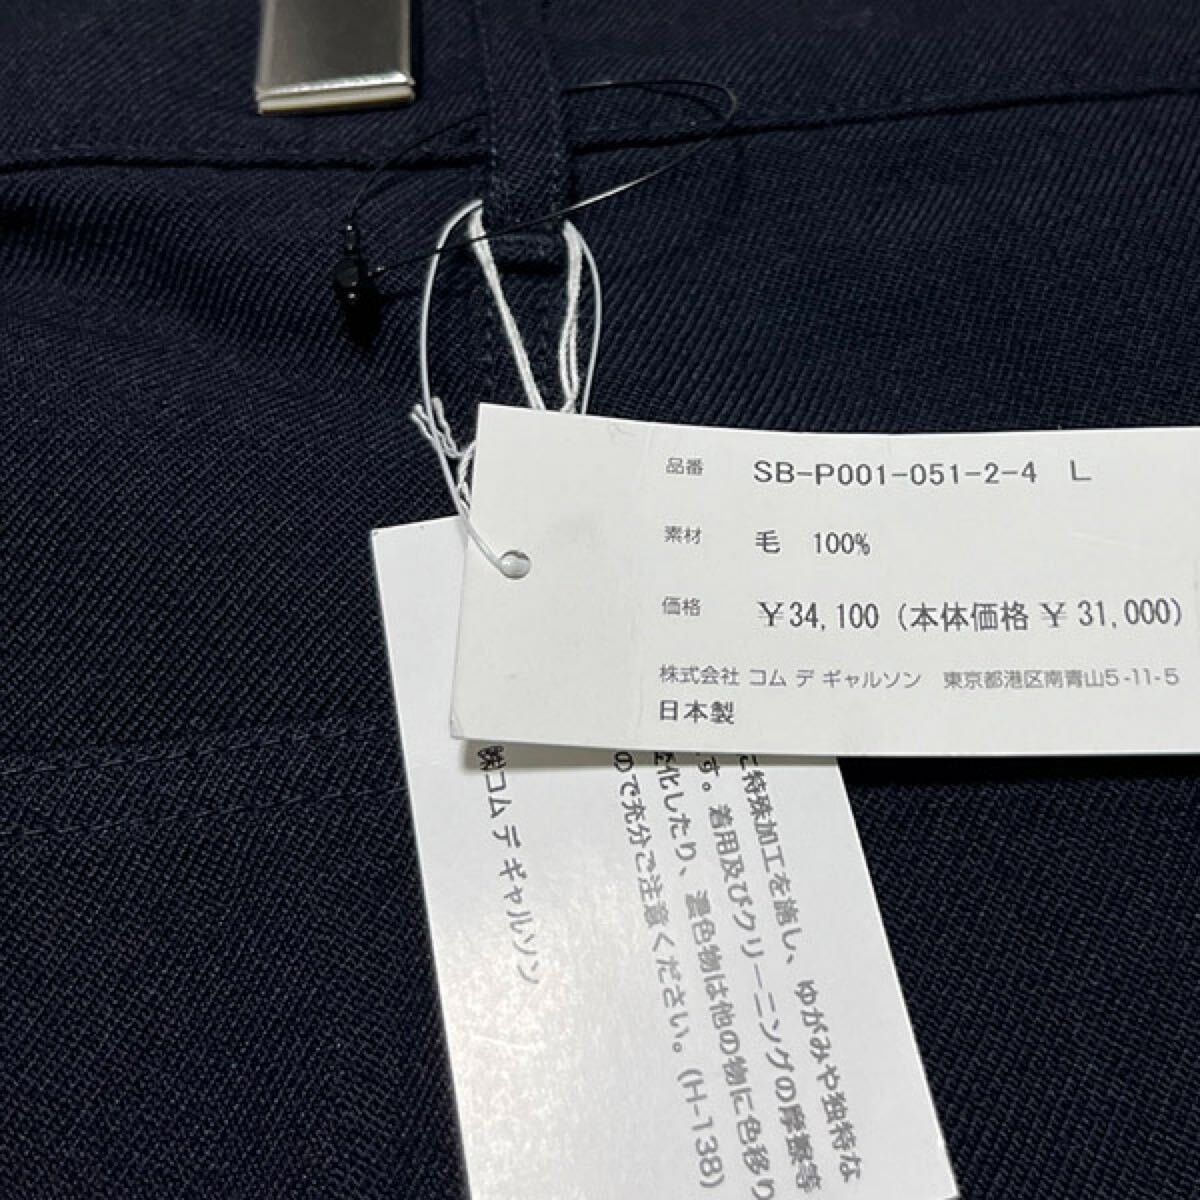 品番 SB-P001-051-2-4 L
素材 毛 100%
価格 ￥34,100 (本体価格 ￥ 31,000)
株式会社 コム デ ギャルソン 東京都港区南青山5-11-5
日本製
特殊加工を施し、ゆがみや独特な
す。着用及びクリーニングの摩擦等
化したり、濃色物は他の物に色移り
ので充分ご注意ください。(H-138)
㈱コム デ ギャルソン